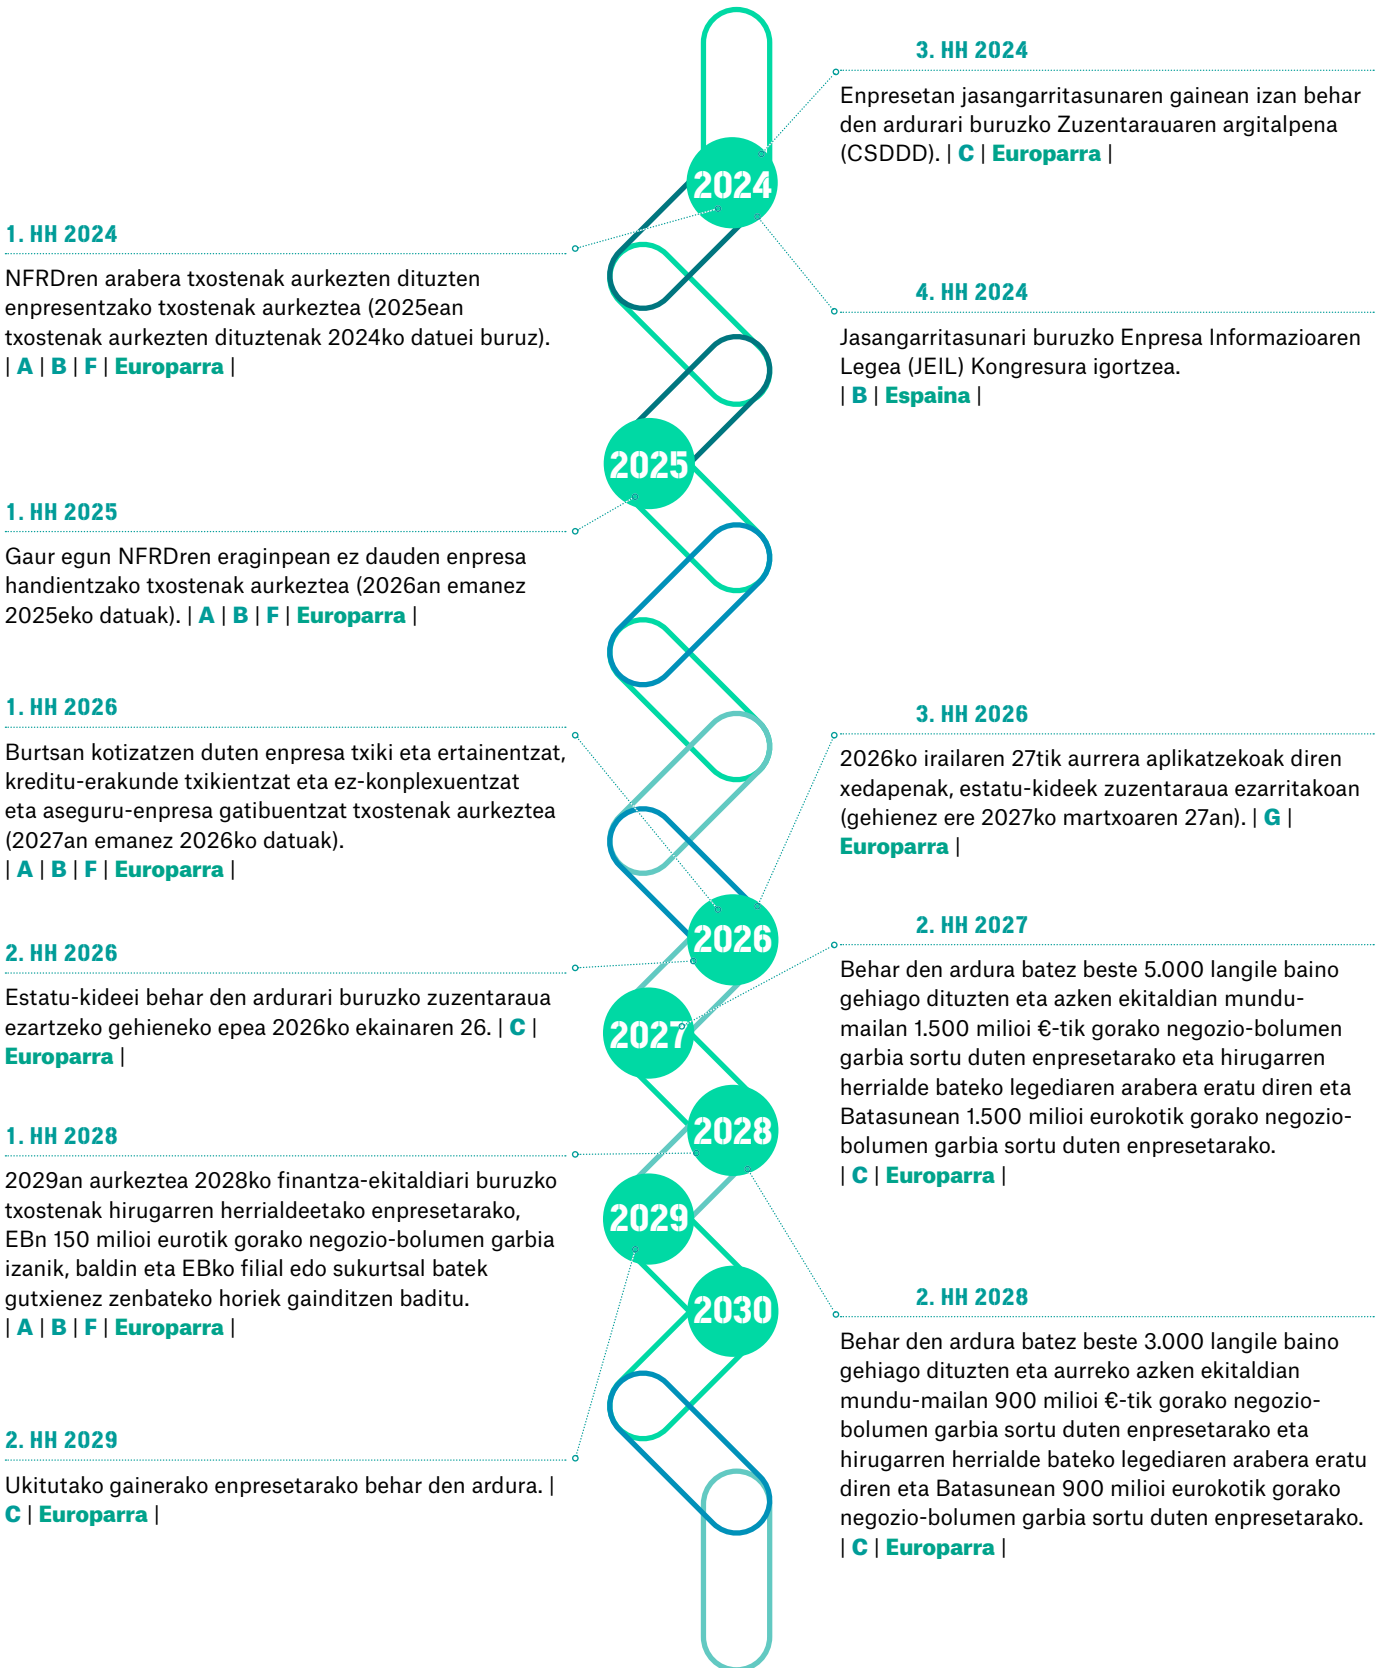 3. HH 2024
Enpresetan jasangarritasunaren gainean izan behar
den ardurari buruzko Zuzentarauaren argitalpena
(CSDDD). | C | Europarra |
2024
1. HH 2024
NFRDren arabera txostenak aurkezten dituzten
enpresentzako txostenak aurkeztea (2025ean
txostenak aurkezten dituztenak 2024ko datuei buruz).
| A | B | F | Europarra |
4. HH 2024
Jasangarritasunari buruzko Enpresa Informazioaren
Legea (JEIL) Kongresura igortzea.
| B | Espaina |
2025
1. HH 2025
Gaur egun NFRDren eraginpean ez dauden enpresa
handientzako txostenak aurkeztea (2026an emanez
2025eko datuak). | A | B | F | Europarra |
1. HH 2026
Burtsan kotizatzen duten enpresa txiki eta ertainentzat,
kreditu-erakunde txikientzat eta ez-konplexuentzat
eta aseguru-enpresa gatibuentzat txostenak aurkeztea
(2027an emanez 2026ko datuak).
| A | B | F | Europarra |
3. HH 2026
2026ko irailaren 27tik aurrera aplikatzekoak diren
xedapenak, estatu-kideek zuzentaraua ezarritakoan
(gehienez ere 2027ko martxoaren 27an). | G |
Europarra |
2026
2. HH 2026
Estatu-kideei behar den ardurari buruzko zuzentaraua
ezartzeko gehieneko epea 2026ko ekainaren 26. | C |
Europarra |
2027
2. HH 2027
Behar den ardura batez beste 5.000 langile baino
gehiago dituzten eta azken ekitaldian mundu-
mailan 1.500 milioi €-tik gorako negozio-bolumen
garbia sortu duten enpresetarako eta hirugarren
herrialde bateko legediaren arabera eratu diren eta
Batasunean 1.500 milioi eurokotik gorako negozio-
bolumen garbia sortu duten enpresetarako.
| C | Europarra |
2028
1. HH 2028
2029an aurkeztea 2028ko finantza-ekitaldiari buruzko
txostenak hirugarren herrialdeetako enpresetarako,
EBn 150 milioi eurotik gorako negozio-bolumen garbia
izanik, baldin eta EBko filial edo sukurtsal batek
gutxienez zenbateko horiek gainditzen baditu.
| A | B | F | Europarra |
2029
2030
2. HH 2028
Behar den ardura batez beste 3.000 langile baino
gehiago dituzten eta aurreko azken ekitaldian
mundu-mailan 900 milioi €-tik gorako negozio-
bolumen garbia sortu duten enpresetarako eta
hirugarren herrialde bateko legediaren arabera eratu
diren eta Batasunean 900 milioi eurokotik gorako
negozio-bolumen garbia sortu duten enpresetarako.
| C | Europarra |
2. HH 2029
Ukitutako gainerako enpresetarako behar den ardura. |
C | Europarra |